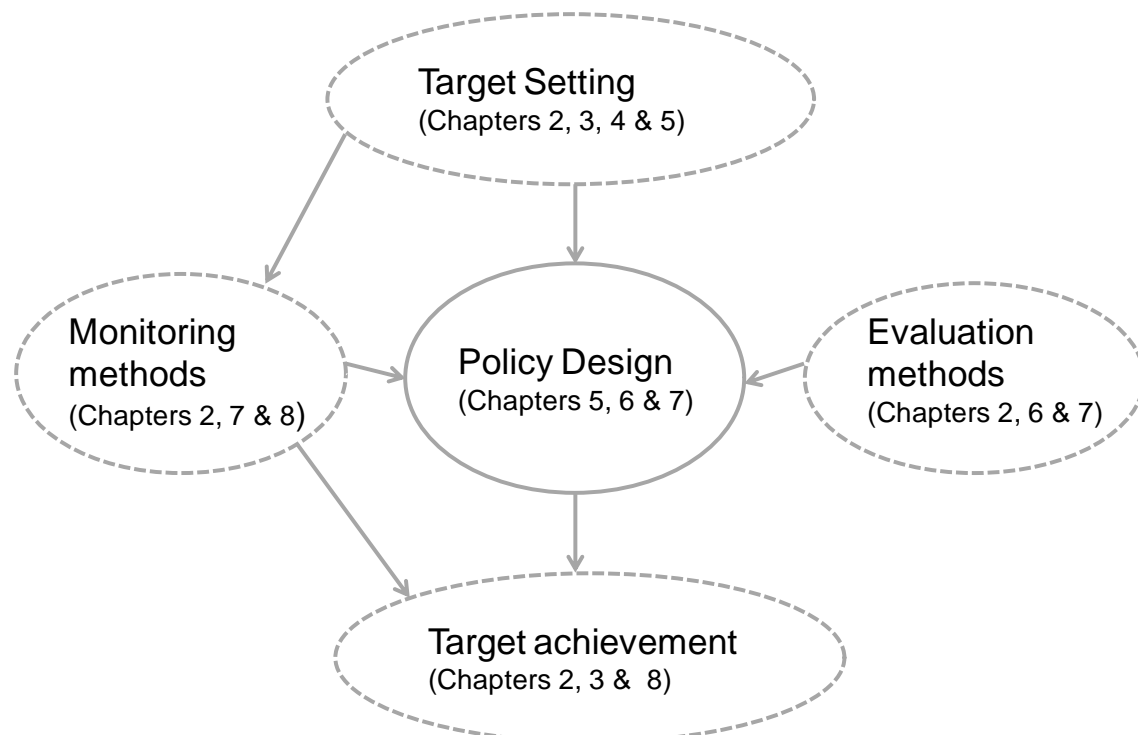 Target Setting
(Chapters 2, 3, 4 & 5)
Monitoring
methods
(Chapters 2, 7 & 8)
Policy Design
(Chapters 5, 6 & 7)
Evaluation
methods
(Chapters 2, 6 & 7)
Target achievement
(Chapters 2, 3 &  8)